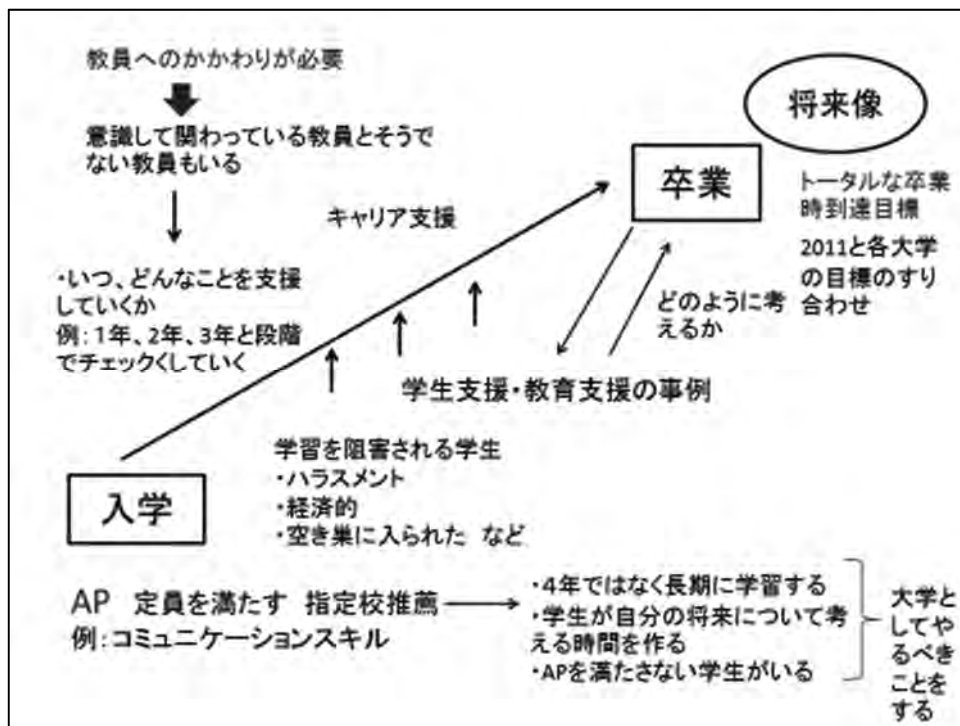 教員へのかかわりが必要
意識して関わっている教員とそうで
ない教員もいる
・いつ、どんなことを支援
していくか
例：1年、2年、3年と段階
でチェックくしていく
キャリア支援
将来像
卒業
トータルな卒業
時到達目標
2011と各大学
の目標のすり
合わせ
どのように考
えるか
学生支援・教育支援の事例
学習を阻害される学生
・ハラスメント
・経済的
・空き巣に入られた など
入学
AP 定員を満たす 指定校推薦
例：コミュニケーションスキル
・4年ではなく長期に学習する
・学生が自分の将来について考
える時間を作る
・APを満たさない学生がいる
大学と
してや
るべき
ことを
する